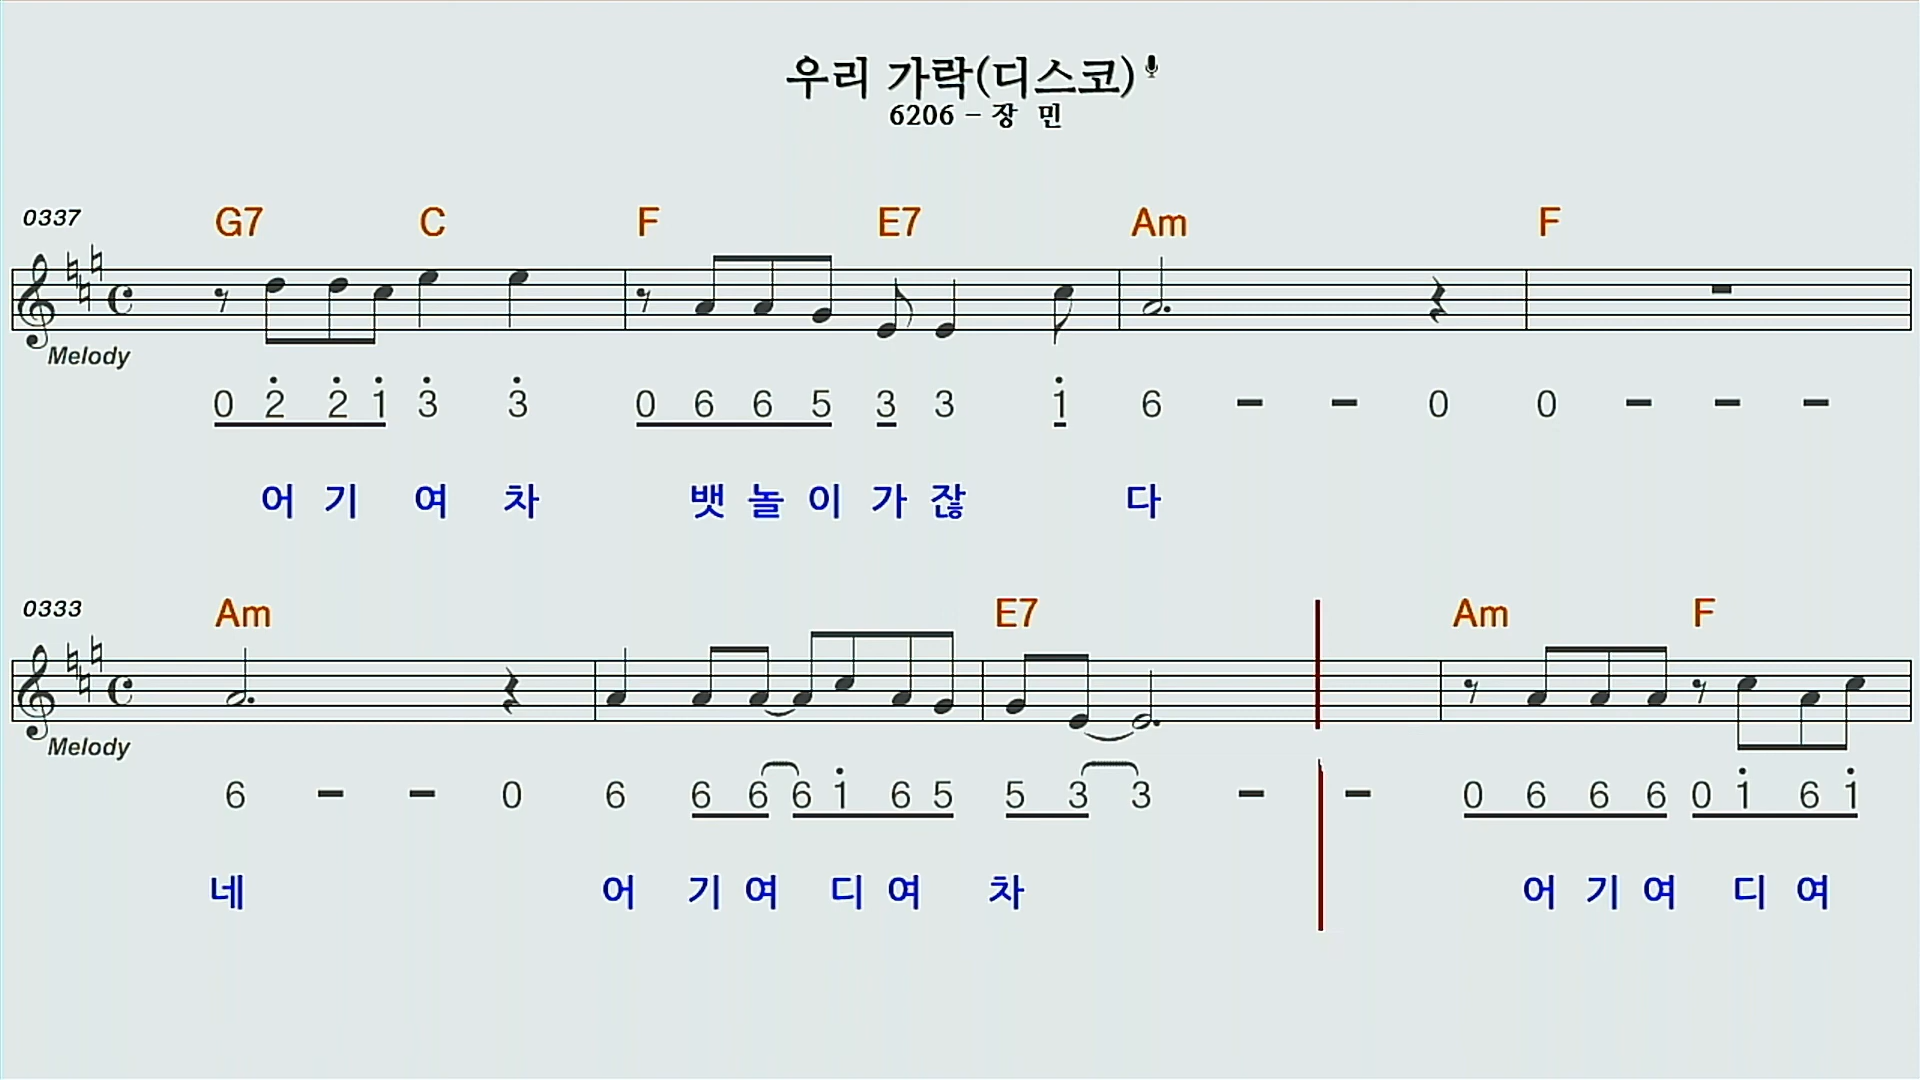 우리 가락(디스코)
6206 - 장 민
0337 G7 C F E7 Am F
Melody
0 2 2 1 3 3 0 6 6 5 3 3 1 6 - - 0 0 - - -
어 기 여 차 뱃 놀 이 가 잖 다
0333 Am E7 Am F
Melody
6 - - 0 6 6 6 6 1 6 5 5 3 3 - - 0 6 6 6 0 1 6 1
네 어 기 여 디 여 차 어 기 여 디 여